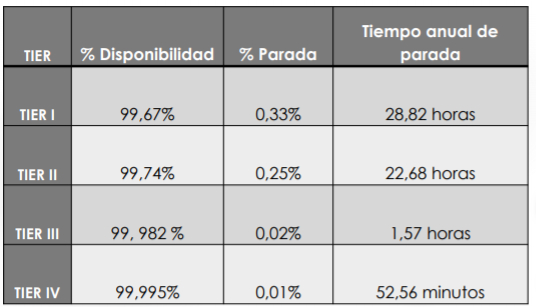 TIER % Disponibilidad % Parada Tiempo anual de parada
TIER I 99,67% 0,33% 28,82 horas
TIER II 99,74% 0,25% 22,68 horas
TIER III 99, 982 % 0,02% 1,57 horas
TIER IV 99,995% 0,01% 52,56 minutos